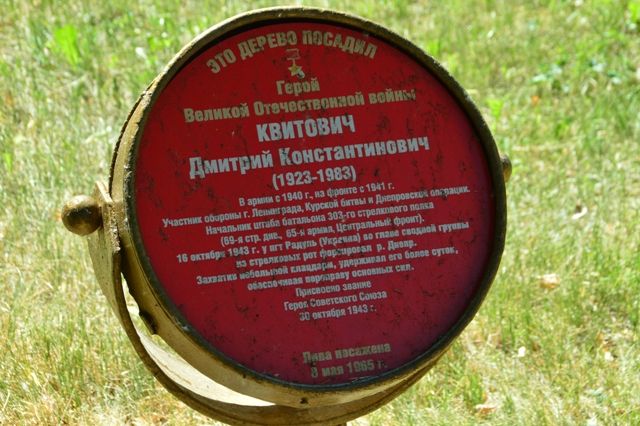 ЭТО ДЕРЕВО ПОСАДИЛ
Герой
Великой Отечественной войны
КВИТОВИЧ
Дмитрий Константинович
(1923-1983)
В армии с 1940 г., на фронте с 1941 г.
Участник обороны г. Ленинграда, Курской битвы и Днепровской операции.
Начальник штаба батальона 303-го стрелкового полка
(69-я стр. див., 65-я армия, Центральный фронт).
16 октября 1943 г. у пгт Радуль (Украина) во главе сводной группы
из стрелковых рот форсировал р. Днепр.
Захватив небольшой плацдарм, удерживал его более суток,
обеспечивая переправу основных сил.
Присвоено звание
Героя Советского Союза
30 октября 1943 г.
Липа посажена
8 мая 1965 г.